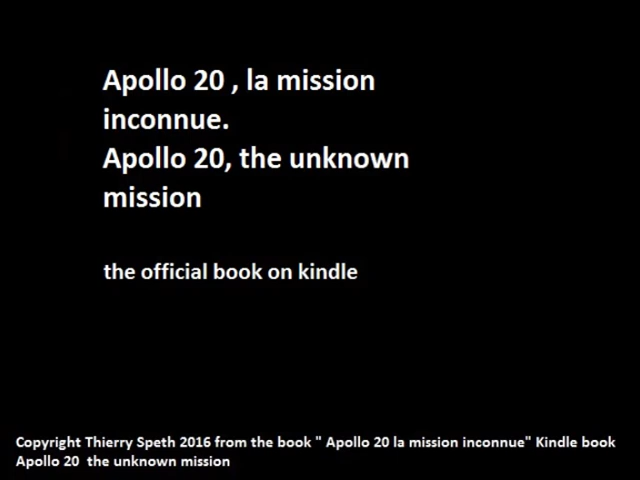 Apollo 20 , la mission
inconnue.
Apollo 20, the unknown
mission
the official book on kindle
Copyright Thierry Speth 2016 from the book " Apollo 20 la mission inconnue" Kindle book
Apollo 20  the unknown mission